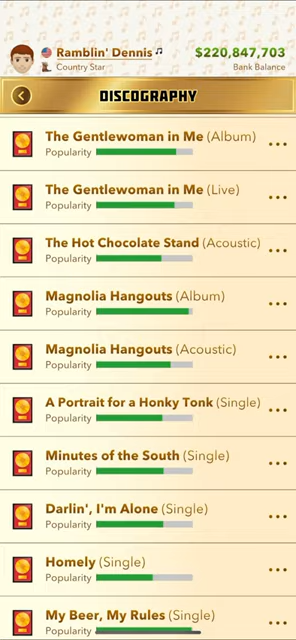 Ramblin' Dennis
$220,847,703
Country Star
Bank Balance
DISCOGRAPHY
The Gentlewoman in Me (Album)
Popularity
The Gentlewoman in Me (Live)
Popularity
The Hot Chocolate Stand (Acoustic)
Popularity
Magnolia Hangouts (Album)
Popularity
Magnolia Hangouts (Acoustic)
Popularity
A Portrait for a Honky Tonk (Single)
Popularity
Minutes of the South (Single)
Popularity
Darlin', I'm Alone (Single)
Popularity
Homely (Single)
Popularity
My Beer, My Rules (Single)
Popularity